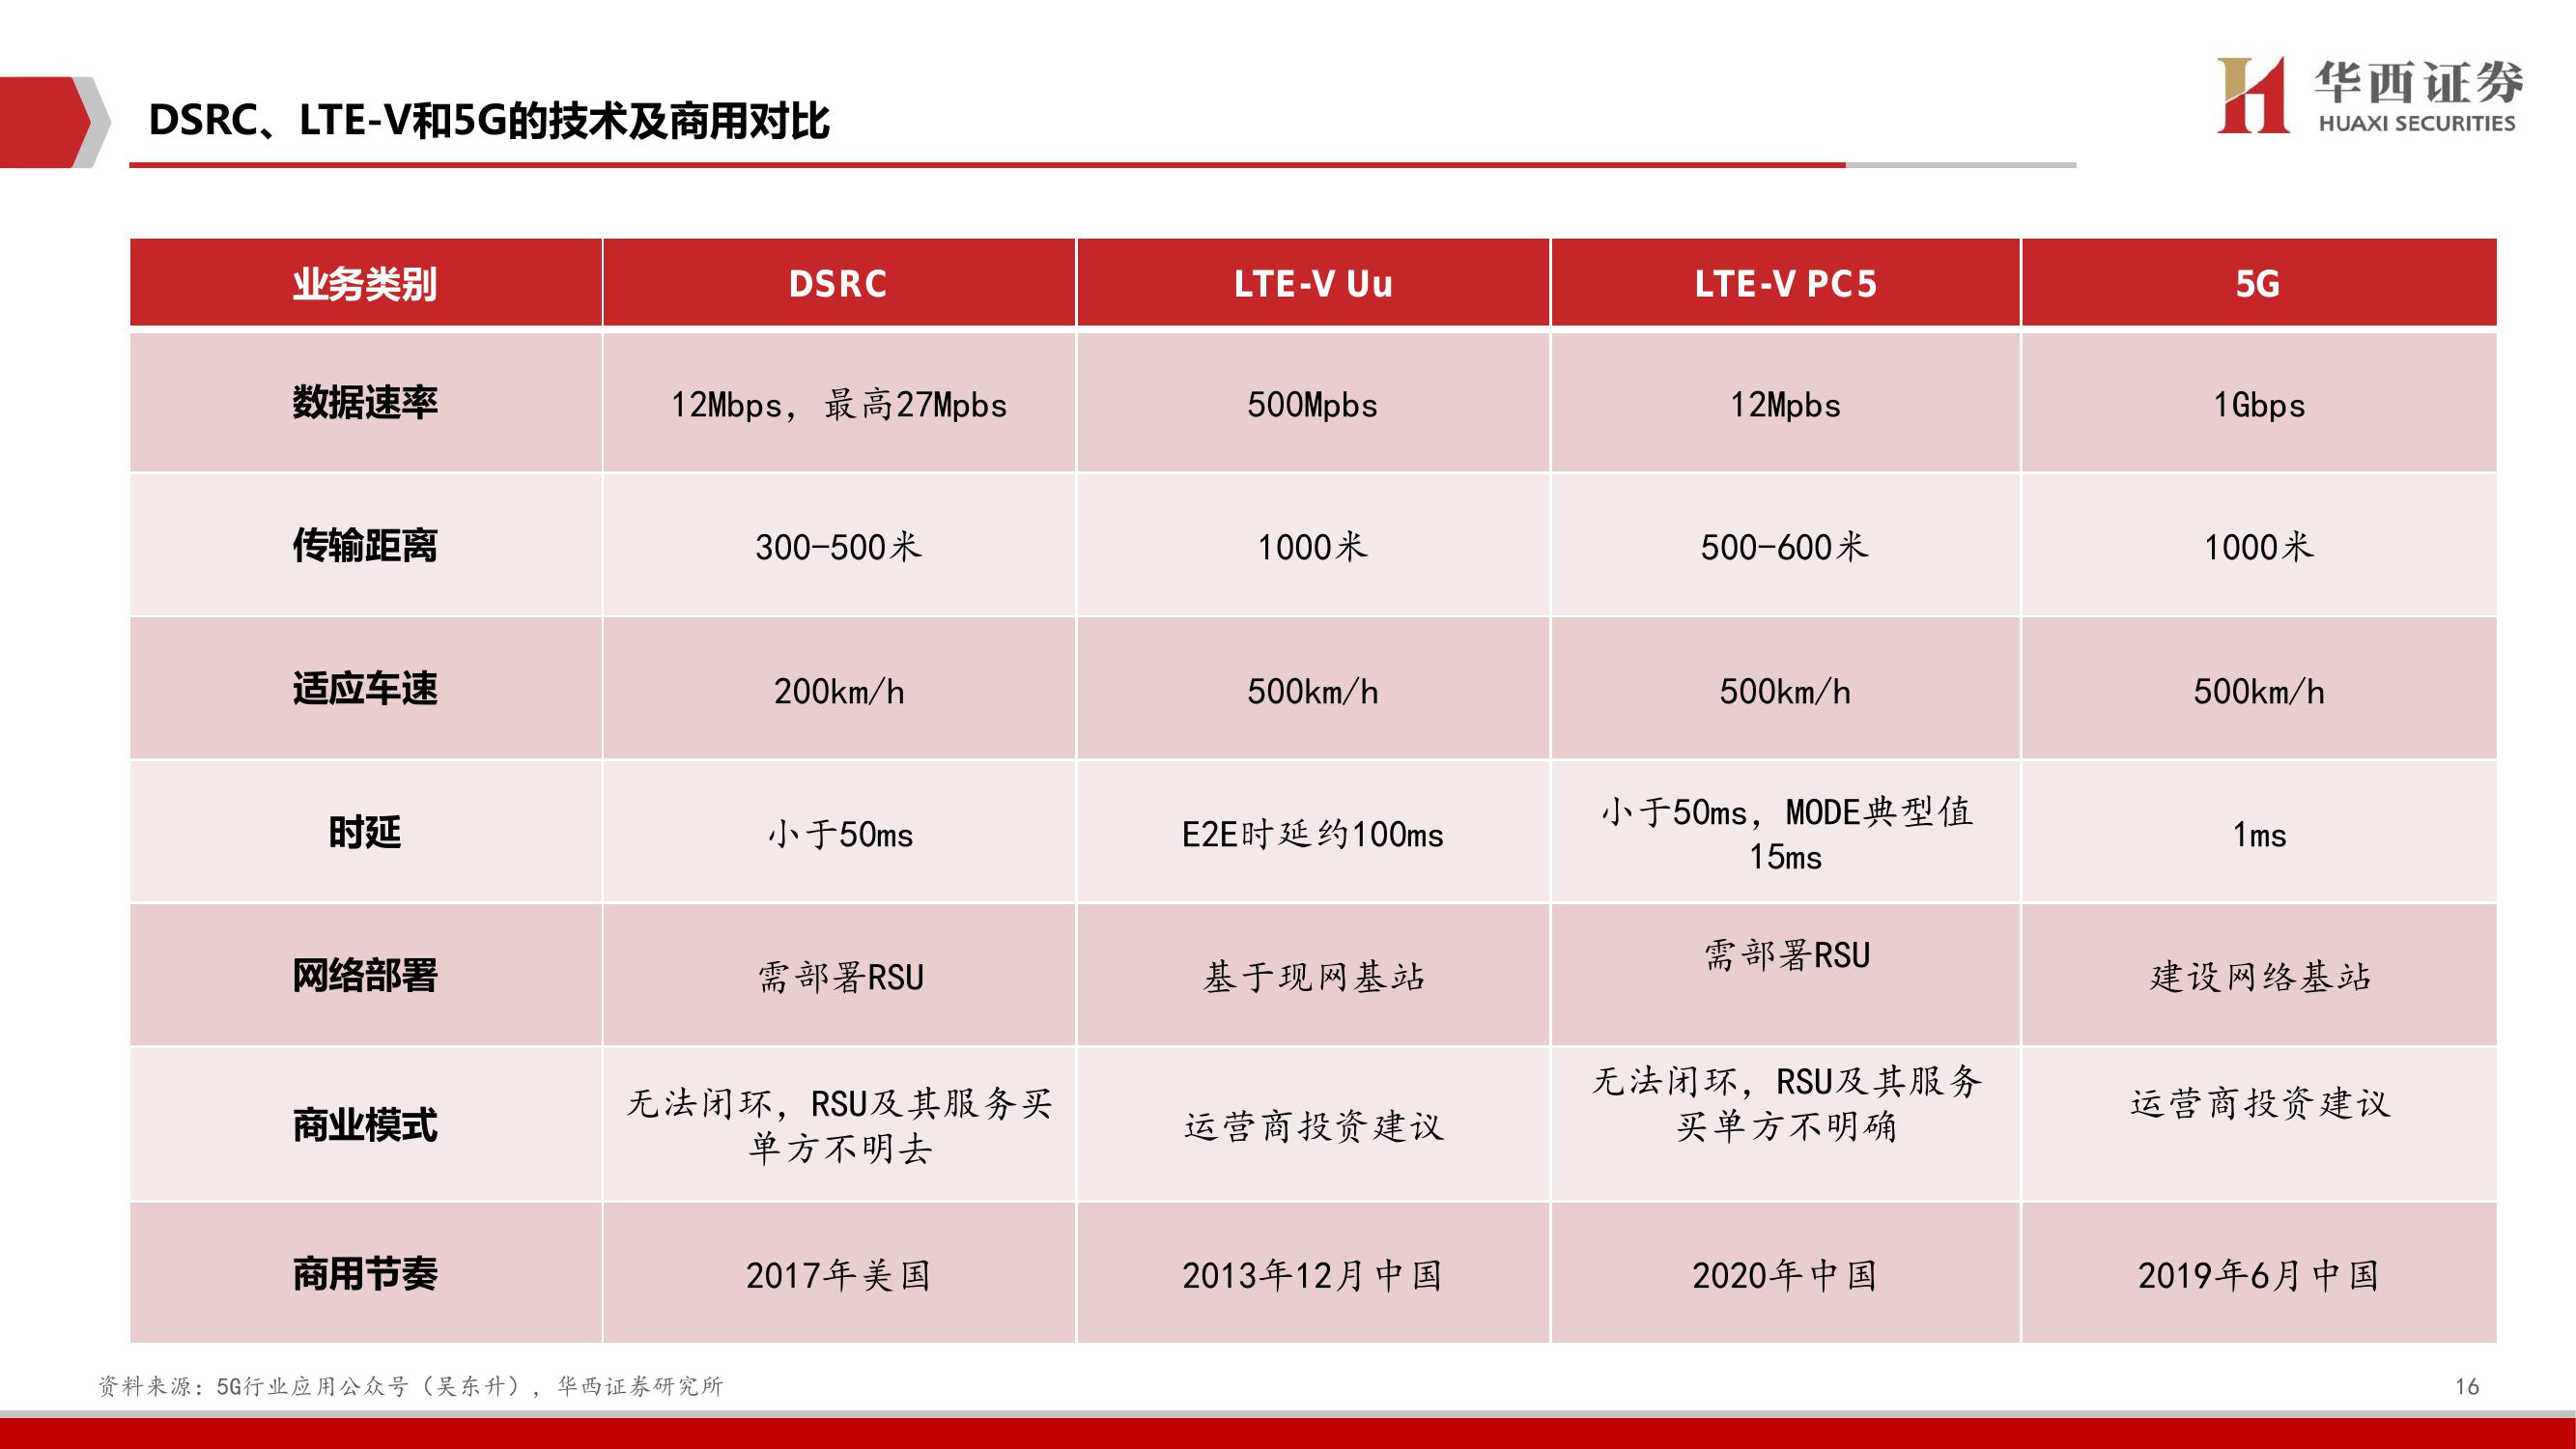 DSRC、LTE-V和5G的技术及商用对比
华西证券
HUAXI SECURITIES
业务类别 DSRC LTE-V Uu LTE-V PC5 5G
数据速率 12Mbps，最高27Mpbs 500Mpbs 12Mpbs 1Gbps
传输距离 300-500米 1000米 500-600米 1000米
适应车速 200km/h 500km/h 500km/h 500km/h
时延 小于50ms E2E时延约100ms 小于50ms，MODE典型值
15ms 1ms
网络部署 需部署RSU 基于现网基站 需部署RSU 建设网络基站
商业模式 无法闭环，RSU及其服务买
单方不明去 运营商投资建议 无法闭环，RSU及其服务
买单方不明确 运营商投资建议
商用节奏 2017年美国 2013年12月中国 2020年中国 2019年6月中国
资料来源：5G行业应用公众号（吴东升），华西证券研究所
16